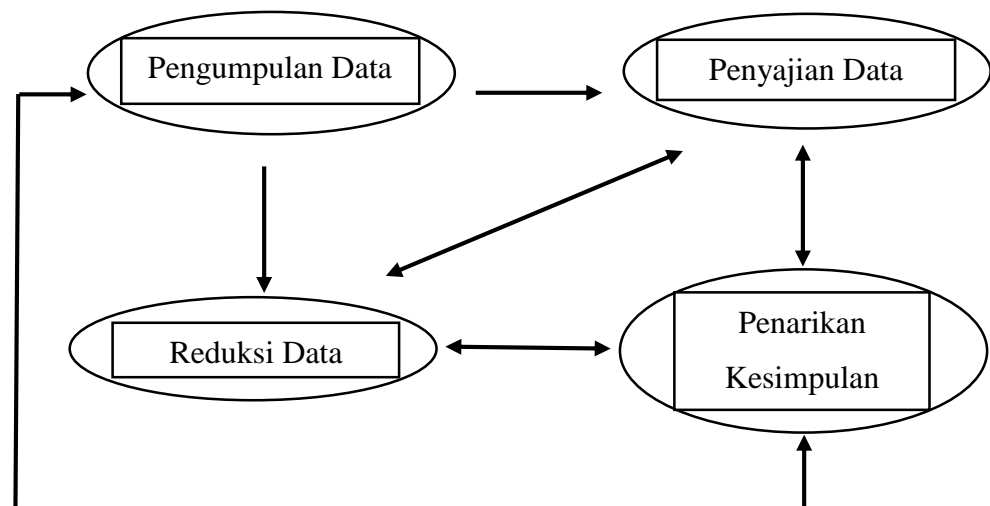 Pengumpulan Data
Penyajian Data
Reduksi Data
Penarikan
Kesimpulan